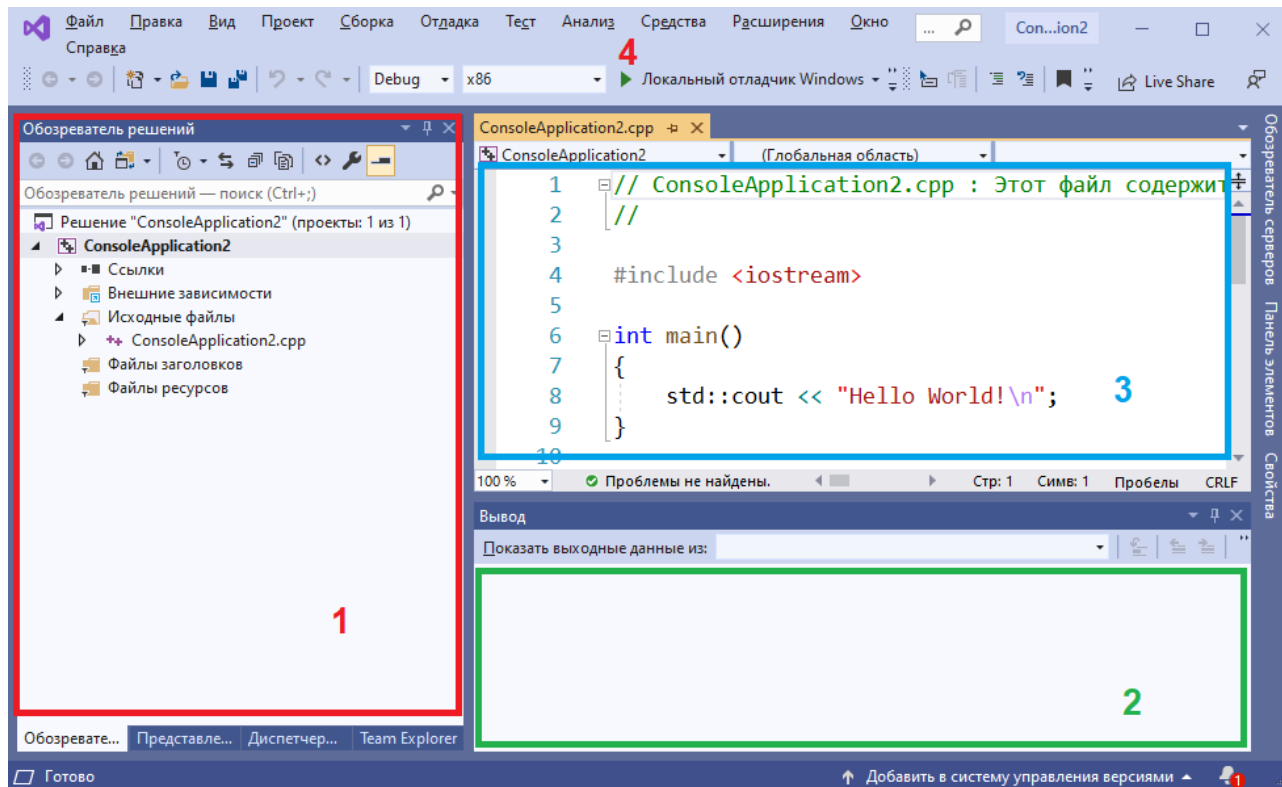 Файл Правка Вид Проект Сборка Отладка Тест Анализ Средства Расширения Окно ... Con...ion2
Справка
4
Debug x86 Локальный отладчик Windows Live Share
Обозреватель решений
Обозреватель решений — поиск (Ctrl+;)
Решение "ConsoleApplication2" (проекты: 1 из 1)
ConsoleApplication2
Ссылки
Внешние зависимости
Исходные файлы
ConsoleApplication2.cpp
Файлы заголовков
Файлы ресурсов
1
Обозревате... Представле... Диспетчер... Team Explorer
ConsoleApplication2.cpp
ConsoleApplication2 (Глобальная область)
1 // ConsoleApplication2.cpp : Этот файл содержит
2 //
3
4 #include <iostream>
5
6 int main()
7 {
8 std::cout << "Hello World!\n";
9 }
10
3
100 % Проблемы не найдены. Стр: 1 Симв: 1 Пробелы CRLF
Вывод
Показать выходные данные из:
2
Обозреватель серверов
Панель элементов
Свойства
Готово Добавить в систему управления версиями 1